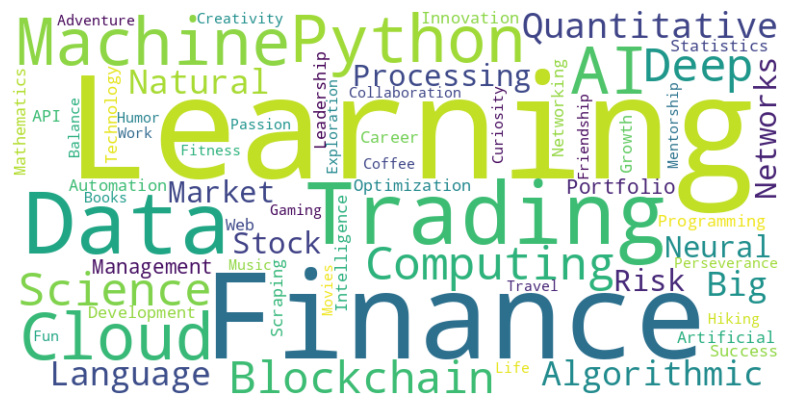 Adventure
Creativity
Innovation
Quantitative
Machine
Python
Statistics
AI
Deep
Natural
Processing
Mathematics
Technology
Leadership
Collaboration
Learning
Networks
API
Balance
Humor
Work
Passion
Exploration
Career
Curiosity
Networking
Friendship
Growth
Mentorship
Fitness
Coffee
Automation
Books
Market
Optimization
Portfolio
Data
Trading
Gaming
Web
Stock
Intelligence
Programming
Neural
Management
Music
Computing
Perseverance
Science
Scraping
Movies
Travel
Risk
Big
Development
Finance
Hiking
Cloud
Fun
Artificial
Success
Language
Blockchain
Life
Algorithmic